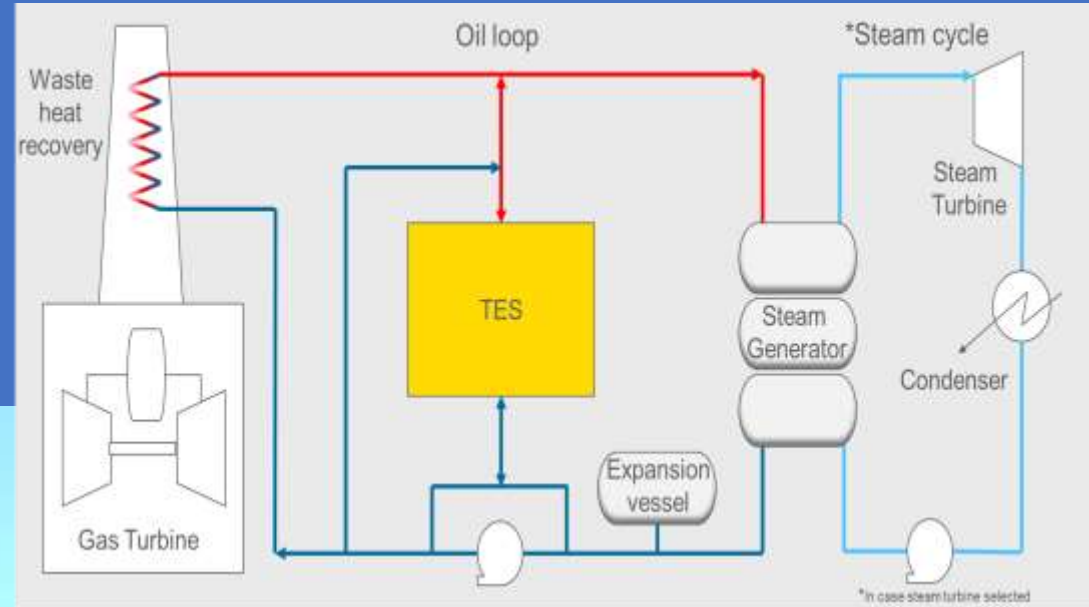 Oil loop
*Steam cycle
Waste
heat
recovery
Steam
Turbine
TES
Steam
Generator
Condenser
Expansion
vessel
Gas Turbine
*In case steam turbine selected